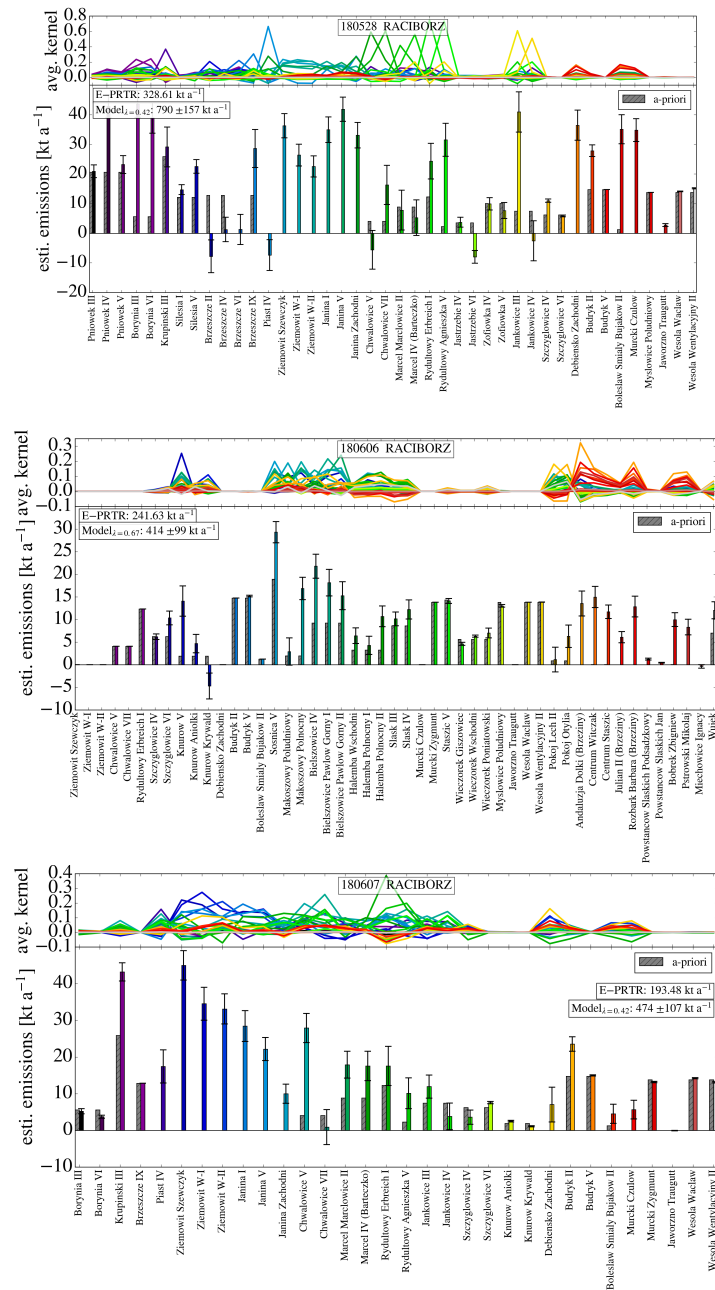 180528 RACIBORZ
avg. kernel
0.8
0.6
0.4
0.2
0.0
E−PRTR: 328.61 kt a−1
Modelλ=0.42: 790 ±157 kt a−1
a-priori
esti. emissions [kt a−1]
40
30
20
10
0
−10
−20
Pniowek III
Pniowek IV
Pniowek V
Borynia III
Borynia VI
Krupinski III
Silesia I
Silesia V
Brzeszcze II
Brzeszcze IV
Brzeszcze VI
Brzeszcze IX
Piast IV
Ziemowit Szewczyk
Ziemowit W-I
Ziemowit W-II
Janina I
Janina V
Janina Zachodni
Chwalowice V
Chwalowice VII
Marcel Marclowice II
Marcel IV (Barteczko)
Rydultowy Erbreich I
Rydultowy Agnieszka V
Jastrzebie IV
Jastrzebie VI
Zofiowka IV
Zofiowka V
Jankowice III
Jankowice IV
Szczyglowice IV
Szczyglowice VI
Debiensko Zachodni
Budryk II
Budryk V
Boleslaw Smialy Bujakow II
Murcki Czulow
Myslowice Poludniowy
Jaworzno Traugutt
Wesola Waclaw
Wesola Wentylacyjny II
180606 RACIBORZ
avg. kernel
0.3
0.2
0.1
0.0
−0.1
E−PRTR: 241.63 kt a−1
Modelλ=0.67: 414 ±99 kt a−1
a-priori
esti. emissions [kt a−1]
30
25
20
15
10
5
0
−5
−10
Ziemowit Szewczyk
Ziemowit W-I
Ziemowit W-II
Chwalowice V
Chwalowice VII
Rydultowy Erbreich I
Szczyglowice IV
Szczyglowice VI
Knurow V
Knurow Aniolki
Knurow Krywald
Debiensko Zachodni
Budryk II
Budryk V
Boleslaw Smialy Bujakow II
Sosnica V
Makoszowy Poludniowy
Makoszowy Polnocny
Bielszowice IV
Bielszowice Pawlow Gorny I
Bielszowice Pawlow Gorny II
Halemba Wschodni
Halemba Polnocny I
Halemba Polnocny II
Slask III
Slask IV
Murcki Czulow
Murcki Zygmunt
Staszic V
Wieczorek Giszowiec
Wieczorek Wschodni
Wieczorek Poniatowski
Myslowice Poludniowy
Jaworzno Traugutt
Wesola Waclaw
Wesola Wentylacyjny II
Pokoj Lech II
Pokoj Otylia
Andaluzja Dolki (Brzeziny)
Centrum Witczak
Centrum Staszic
Julian II (Brzeziny)
Rozbark Barbara (Brzeziny)
Powstancow Slaskich Podsadzkowy
Powstancow Slaskich Jan
Bobrek Zbigniew
Pstrowski Mikolaj
Miechowice Ignacy
Wujek
180607 RACIBORZ
avg. kernel
0.4
0.3
0.2
0.1
0.0
−0.1
a-priori
E−PRTR: 193.48 kt a−1
Modelλ=0.42: 474 ±107 kt a−1
esti. emissions [kt a−1]
40
30
20
10
0
−10
Borynia III
Borynia VI
Krupinski III
Brzeszcze IX
Piast IV
Ziemowit Szewczyk
Ziemowit W-I
Ziemowit W-II
Janina I
Janina V
Janina Zachodni
Chwalowice V
Chwalowice VII
Marcel Marclowice II
Marcel IV (Barteczko)
Rydultowy Erbreich I
Rydultowy Agnieszka V
Jankowice III
Jankowice IV
Szczyglowice IV
Szczyglowice VI
Knurow Aniolki
Knurow Krywald
Debiensko Zachodni
Budryk II
Budryk V
Boleslaw Smialy Bujakow II
Murcki Czulow
Murcki Zygmunt
Jaworzno Traugutt
Wesola Waclaw
Wesola Wentylacyjny II